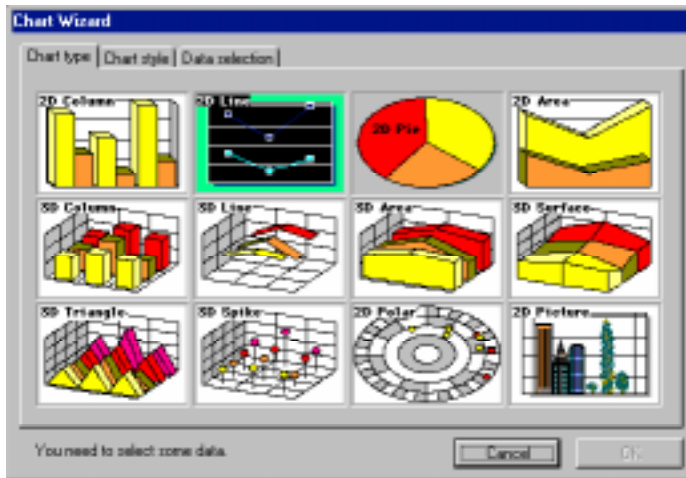 Chart Wizard
Chart type Chart style Data selection
2D Column 2D Line 2D Pie 2D Area
3D Column 3D Line 3D Area 3D Surface
3D Triangle 3D Spike 2D Polar 2D Picture
You need to select some data. Cancel OK